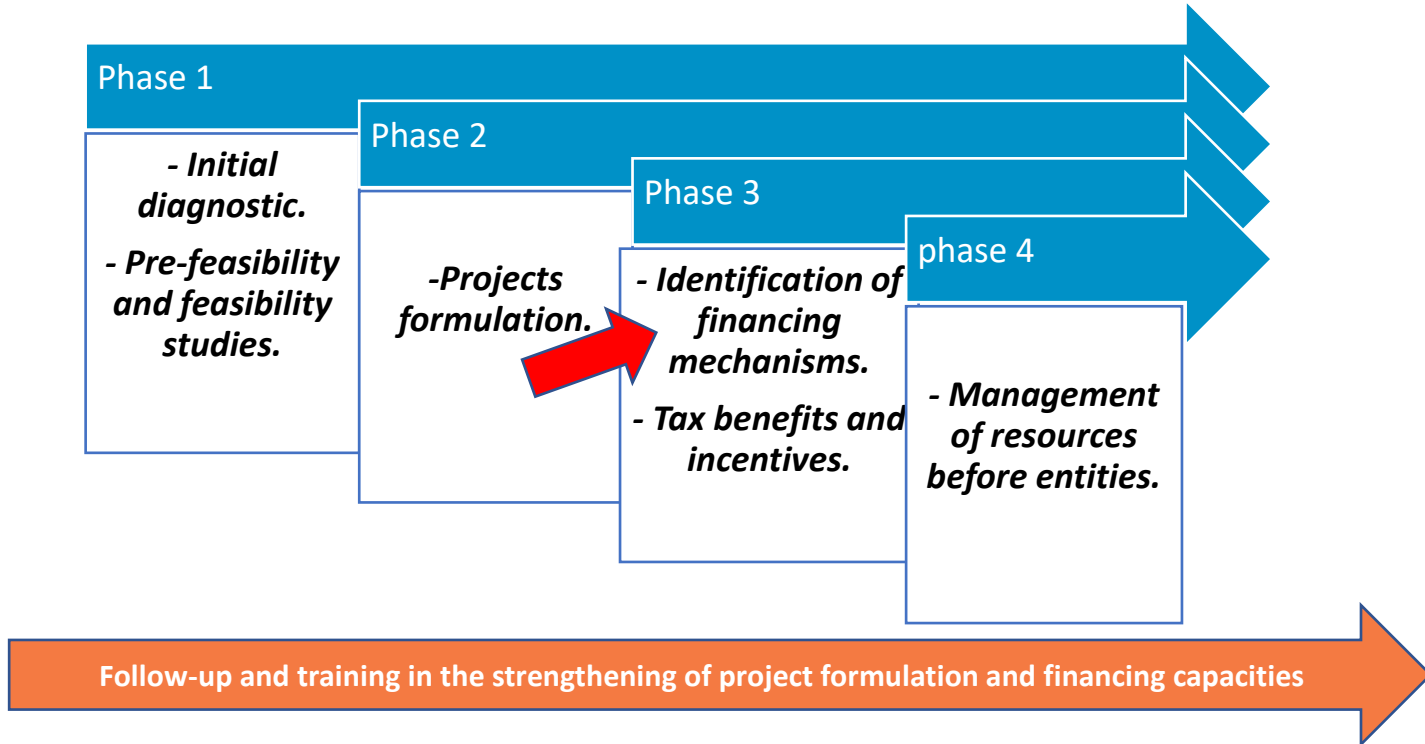 Phase 1
- Initial
diagnostic.
- Pre-feasibility
and feasibility
studies.
Phase 2
-Projects
formulation.
Phase 3
- Identification of
financing
mechanisms.
- Tax benefits and
incentives.
phase 4
- Management
of resources
before entities.
Follow-up and training in the strengthening of project formulation and financing capacities